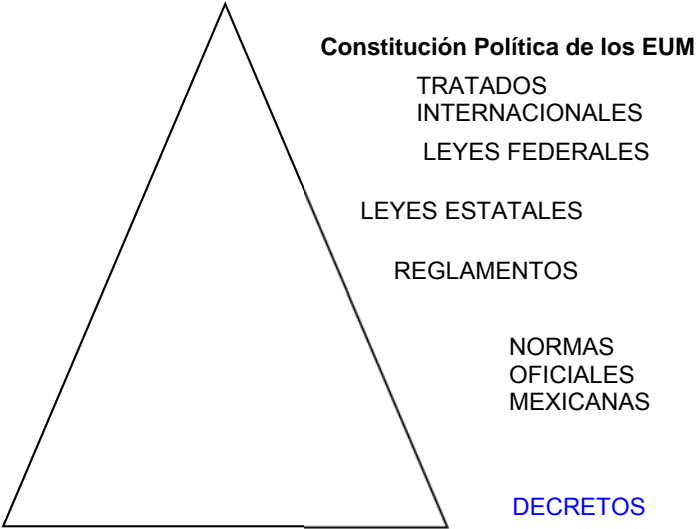 Constitución Política de los EUM
TRATADOS
INTERNACIONALES
LEYES FEDERALES
LEYES ESTATALES
REGLAMENTOS
NORMAS
OFICIALES
MEXICANAS
DECRETOS